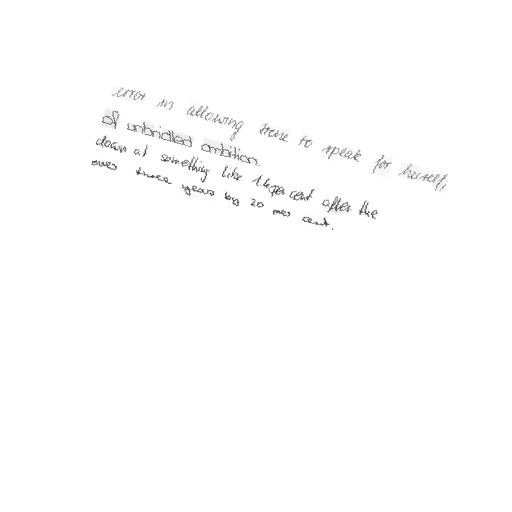 error in allowing Irene to speak for herself,
of unbridled ambition.
down at something like 1 per cent after the
over three years by 20 per cent.